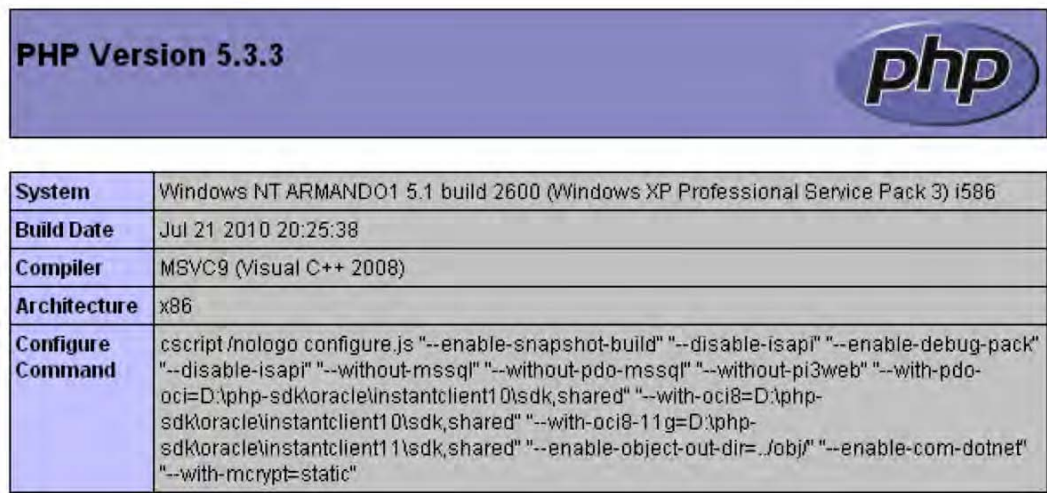 PHP Version 5.3.3
php
System Windows NT ARMANDO1 5.1 build 2600 (Windows XP Professional Service Pack 3) i586
Build Date Jul 21 2010 20:25:38
Compiler MSVC9 (Visual C++ 2008)
Architecture x86
Configure Command cscript /nologo configure.js "--enable-snapshot-build" "--disable-isapi" "--enable-debug-pack"
"--disable-isapi" "--without-mssql" "--without-pdo-mssql" "--without-pi3web" "--with-pdo-
oci=D:\php-sdk\oracle\instantclient10\sdk,shared" "--with-oci8=D:\php-
sdk\oracle\instantclient10\sdk,shared" "--with-oci8-11g=D:\php-
sdk\oracle\instantclient11\sdk,shared" "--enable-object-out-dir=../obj/" "--enable-com-dotnet"
"--with-mcrypt=static"